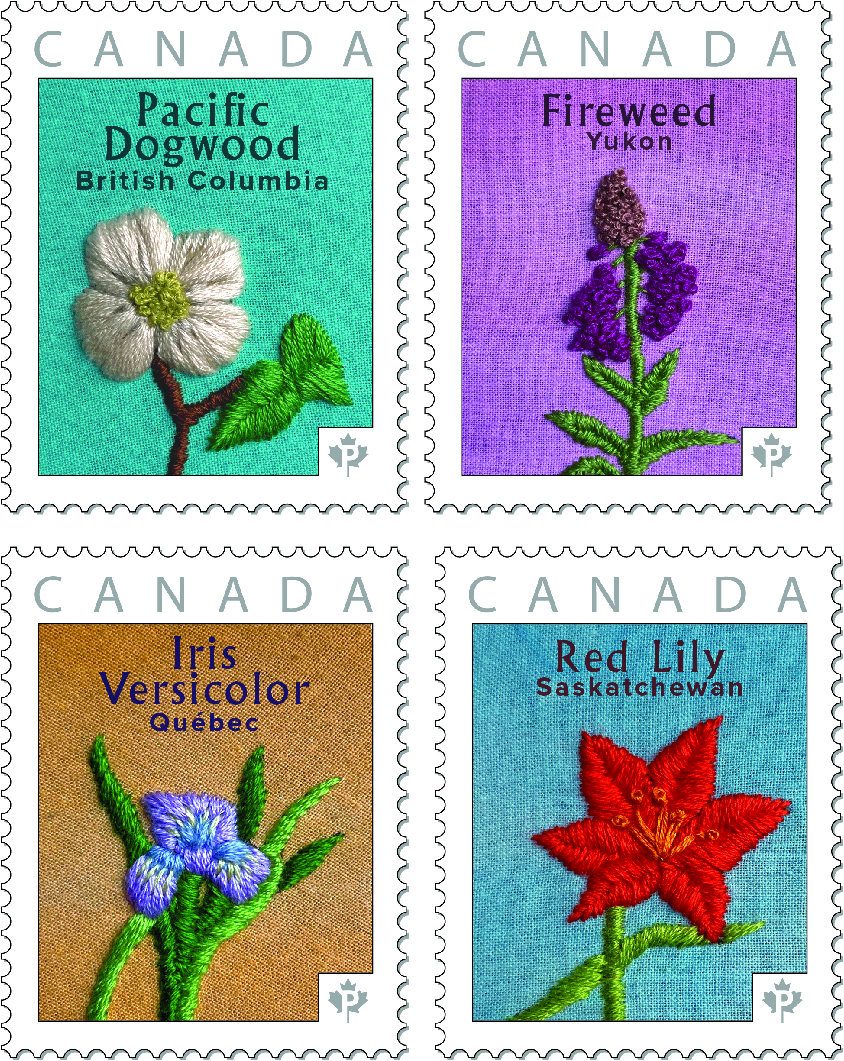 CANADA
Pacific
Dogwood
British Columbia
P
CANADA
Fireweed
Yukon
P
CANADA
Iris
Versicolor
Québec
P
CANADA
Red Lily
Saskatchewan
P